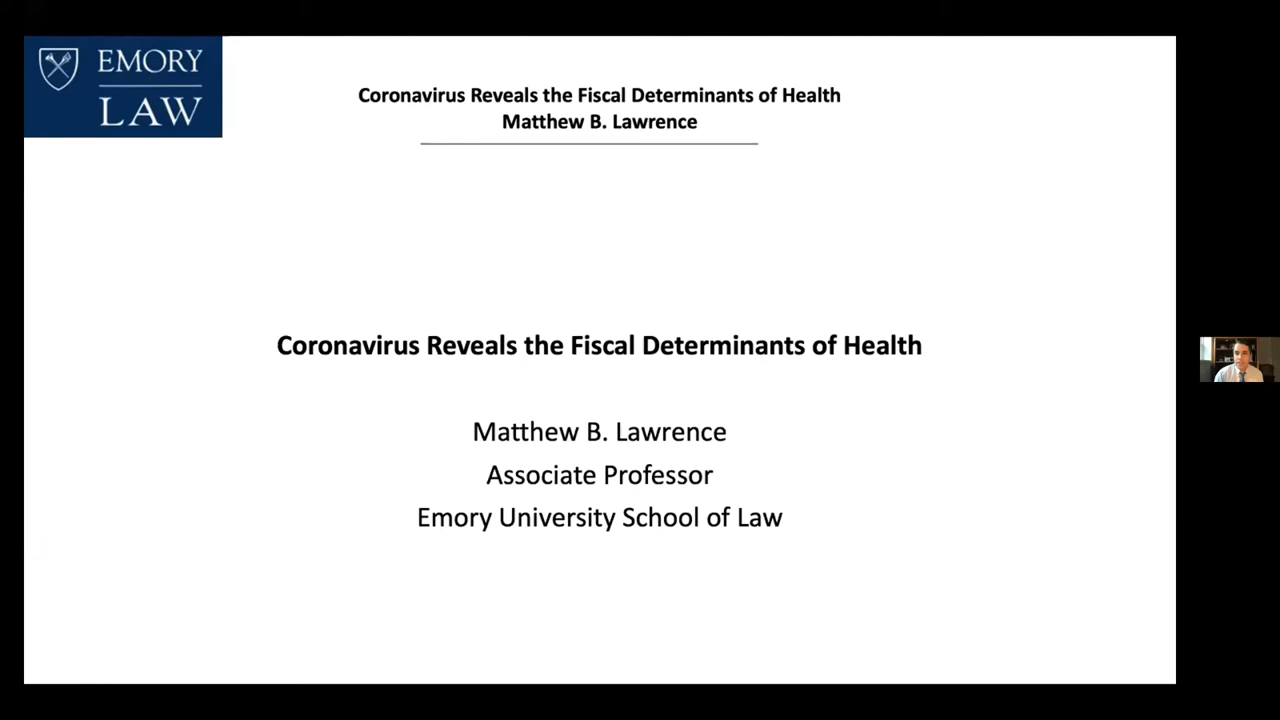 EMORY
LAW
Coronavirus Reveals the Fiscal Determinants of Health
Matthew B. Lawrence
Coronavirus Reveals the Fiscal Determinants of Health
Matthew B. Lawrence
Associate Professor
Emory University School of Law